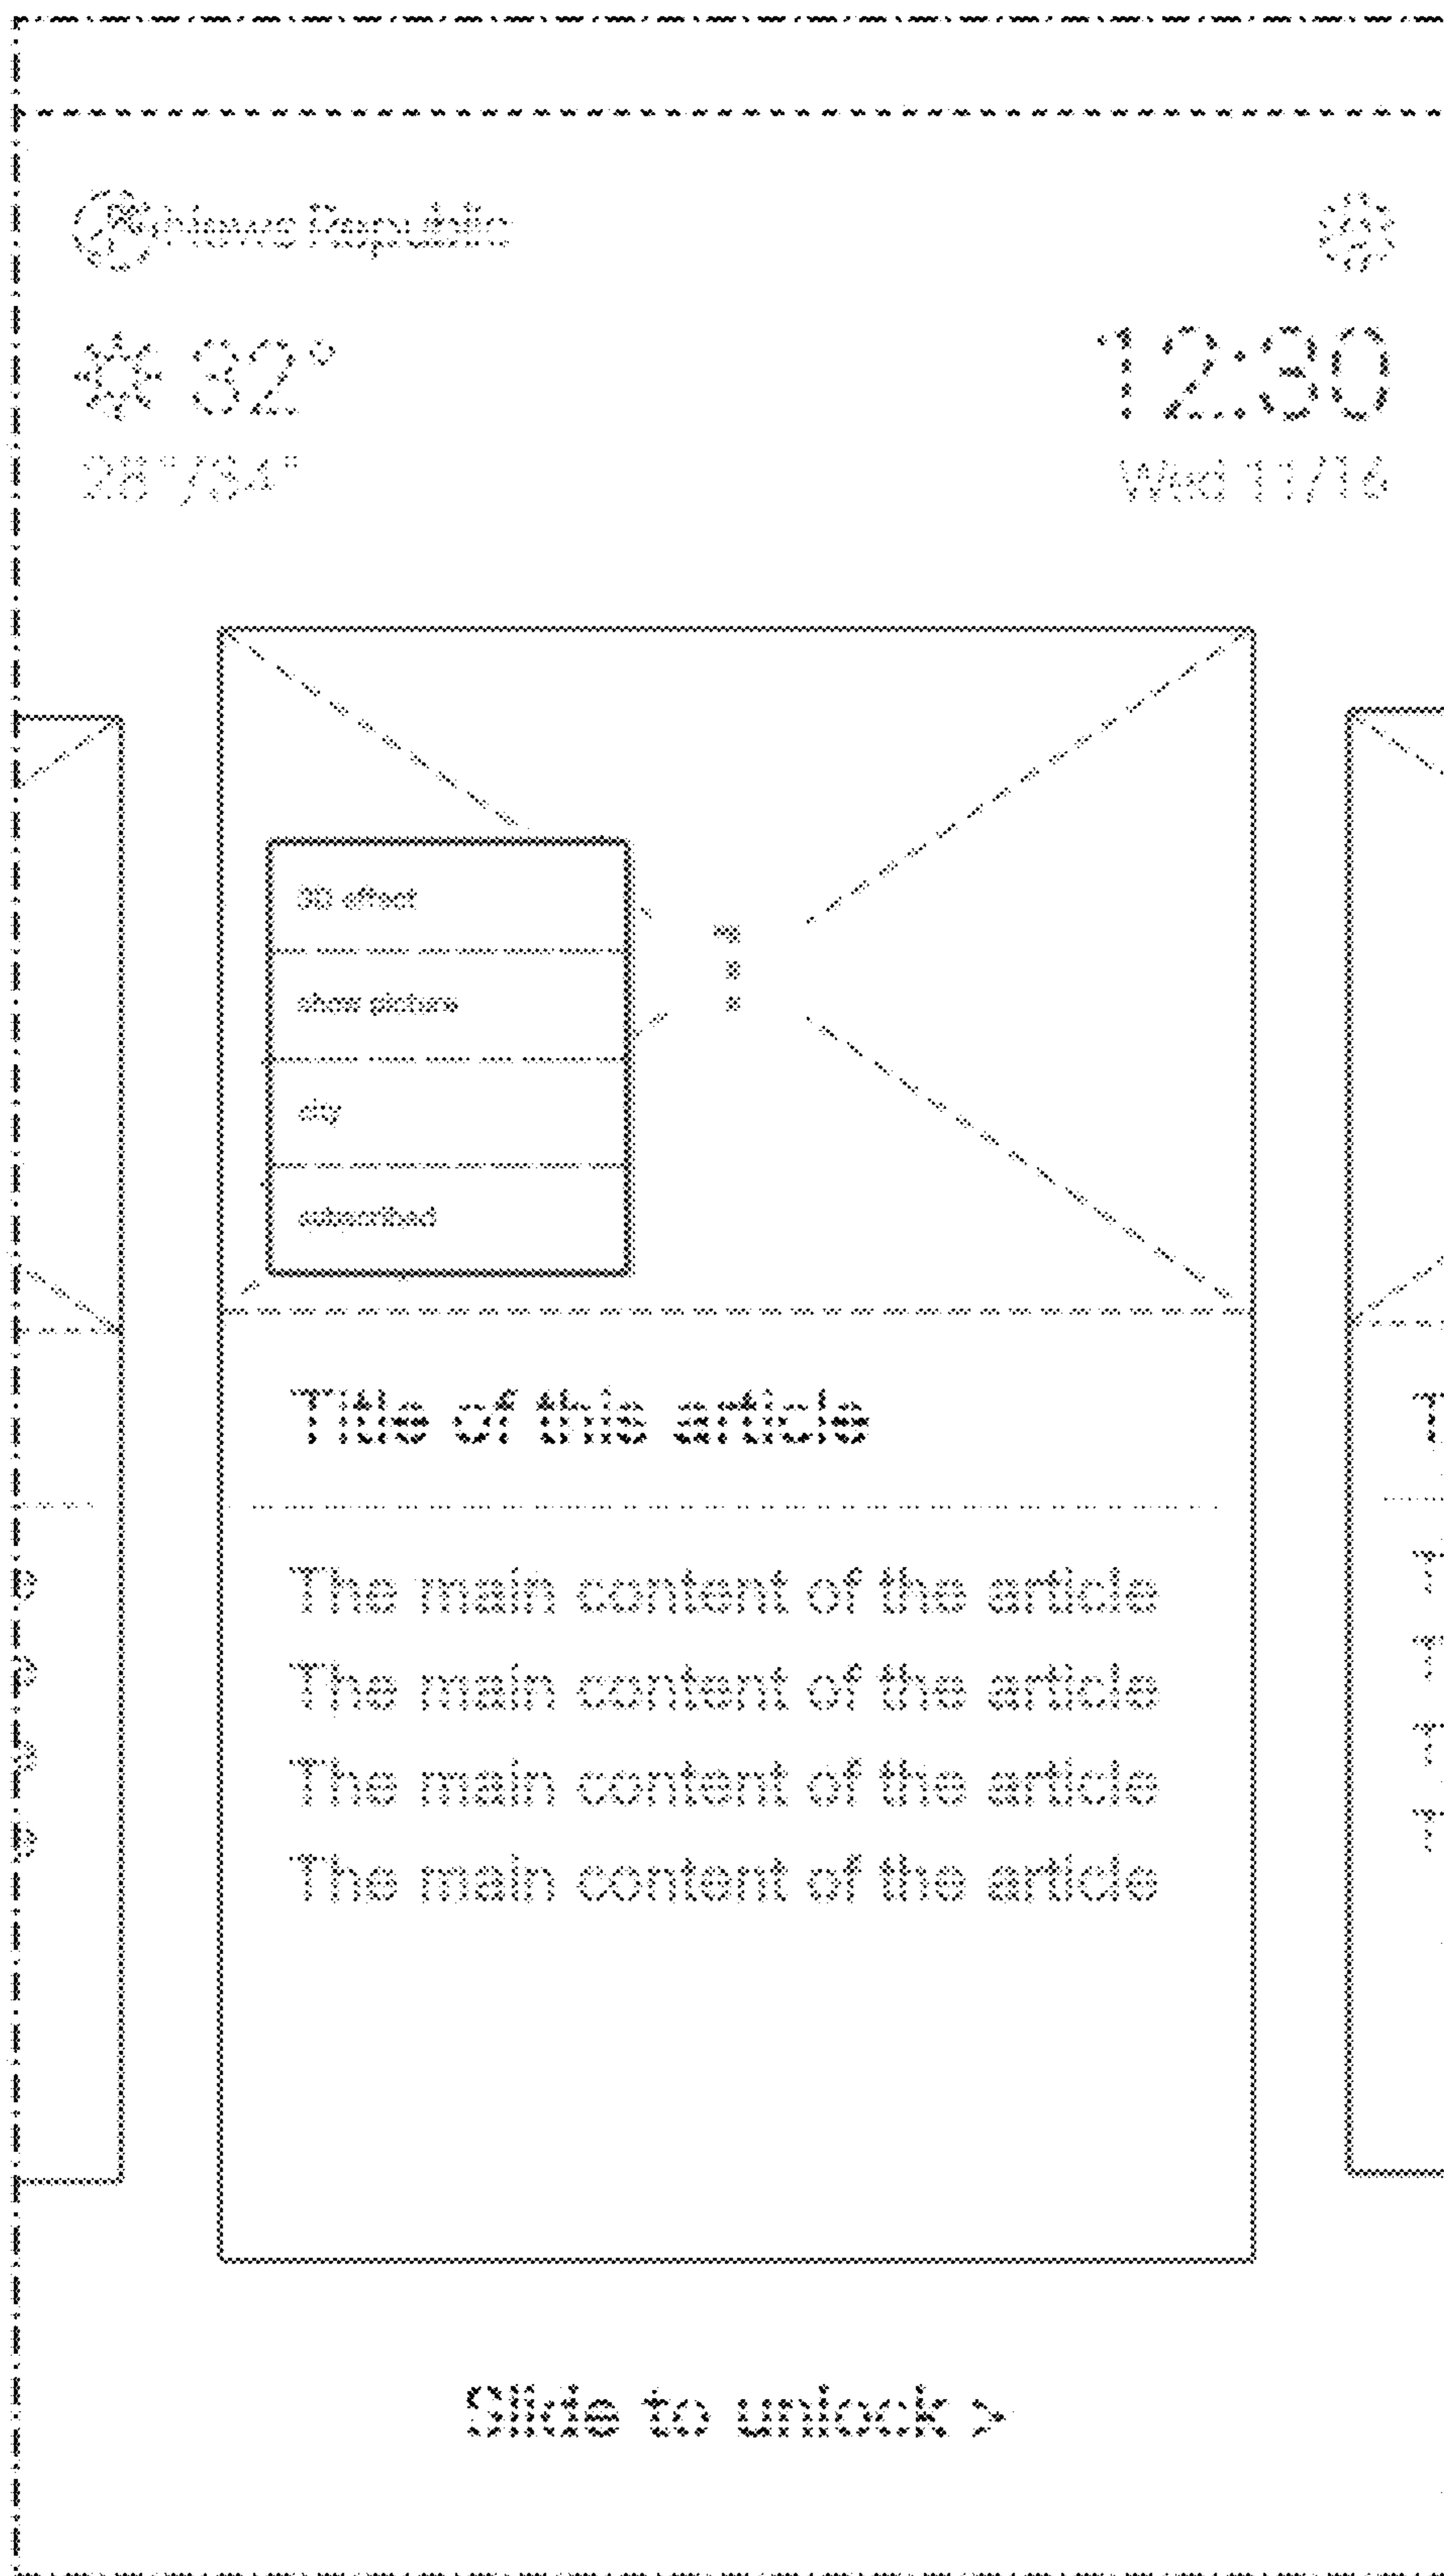 News Republic
32°
12:30
28°/34°
Wed 11/16
3D effect
show picture
city
subscribed
Title of this article
T
The main content of the article
T
The main content of the article
T
The main content of the article
T
The main content of the article
T
Slide to unlock >